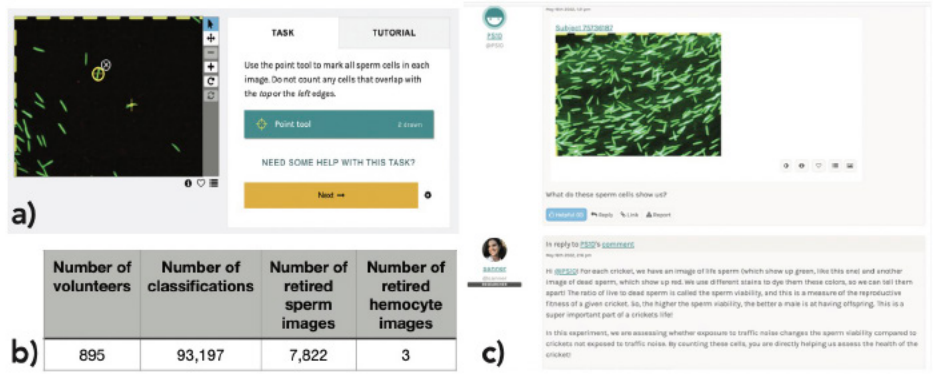 TASK
TUTORIAL
Use the point tool to mark all sperm cells in each
image. Do not count any cells that overlap with
the top or the left edges.
Point tool
2 drawn
NEED SOME HELP WITH THIS TASK?
Next →
a)
Number of volunteers
Number of classifications
Number of retired sperm images
Number of retired hemocyte images
895
93,197
7,822
3
b)
PS10
@PS10
What do these sperm cells show us?
Helpful (0)
Reply
Link
Report
In reply to PS10's comment
RESEARCHER
Hi @PS10! For each cricket, we have an image of life sperm (which show up green, like this one) and another
image of dead sperm, which show up red. We use different stains to dye them these colors, so we can tell them
apart! The ratio of live to dead sperm is called the sperm viability, and this is a measure of the reproductive
fitness of a given cricket. So, the higher the sperm viability, the better a male is at having offspring. This is a
super important part of a crickets life!
In this experiment, we are assessing whether exposure to traffic noise changes the sperm viability compared to
crickets not exposed to traffic noise. By counting these cells, you are directly helping us assess the health of the
cricket!
c)